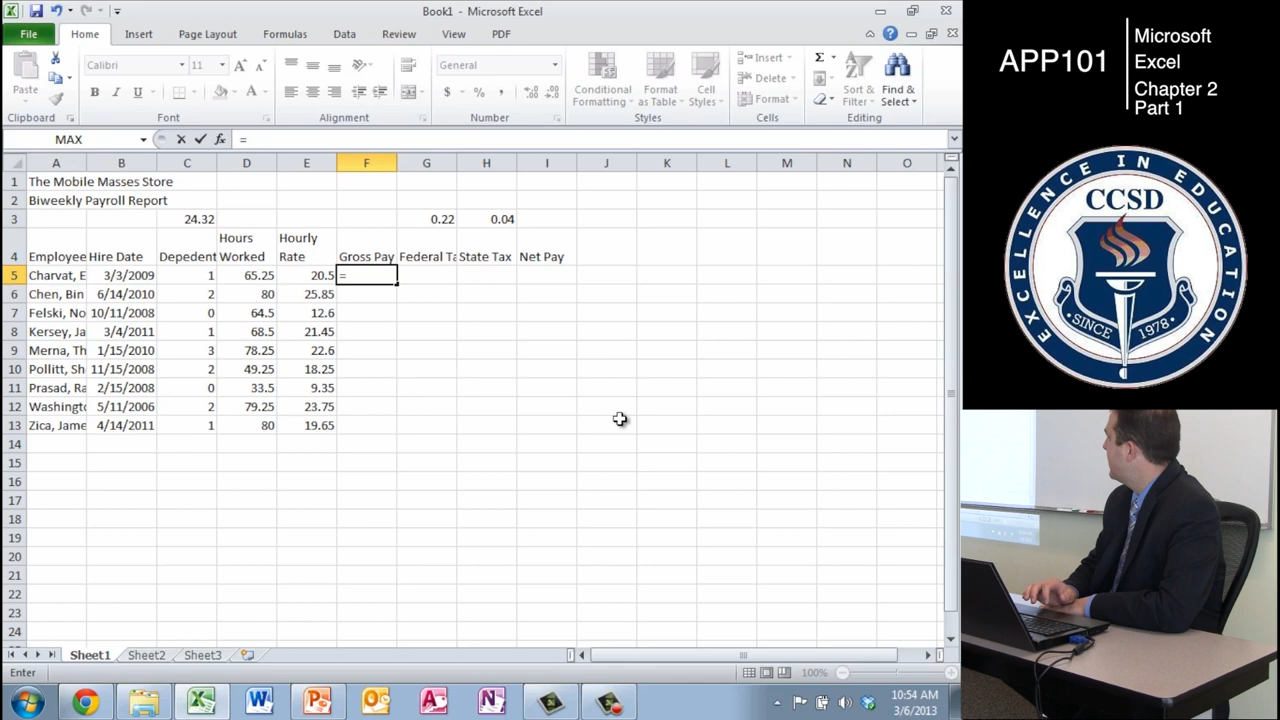 Book1 - Microsoft Excel
File Home Insert Page Layout Formulas Data Review View PDF
Calibri 11 General
Paste
B I U
$ % ,
Conditional Formatting
Format as Table
Cell Styles
Insert
Delete
Format
Σ
Sort & Filter
Find & Select
Clipboard Font Alignment Number Styles Cells Editing
MAX fx =
A B C D E F G H I J K L M N O
1 The Mobile Masses Store
2 Biweekly Payroll Report
3 24.32 0.22 0.04
4 Employee Hire Date Depedent Hours Worked Hourly Rate Gross Pay Federal Ta State Tax Net Pay
5 Charvat, E 3/3/2009 1 65.25 20.5 =
6 Chen, Bin 6/14/2010 2 80 25.85
7 Felski, No 10/11/2008 0 64.5 12.6
8 Kersey, Ja 3/4/2011 1 68.5 21.45
9 Merna, Th 1/15/2010 3 78.25 22.6
10 Pollitt, Sh 11/15/2008 2 49.25 18.25
11 Prasad, Ra 2/15/2008 0 33.5 9.35
12 Washingt 5/11/2006 2 79.25 23.75
13 Zica, Jame 4/14/2011 1 80 19.65
14
15
16
17
18
19
20
21
22
23
24
Sheet1 Sheet2 Sheet3
Enter 100%
10:54 AM
3/6/2013
APP101
Microsoft
Excel
Chapter 2
Part 1
EXCELLENCE IN EDUCATION
CCSD
SINCE 1978